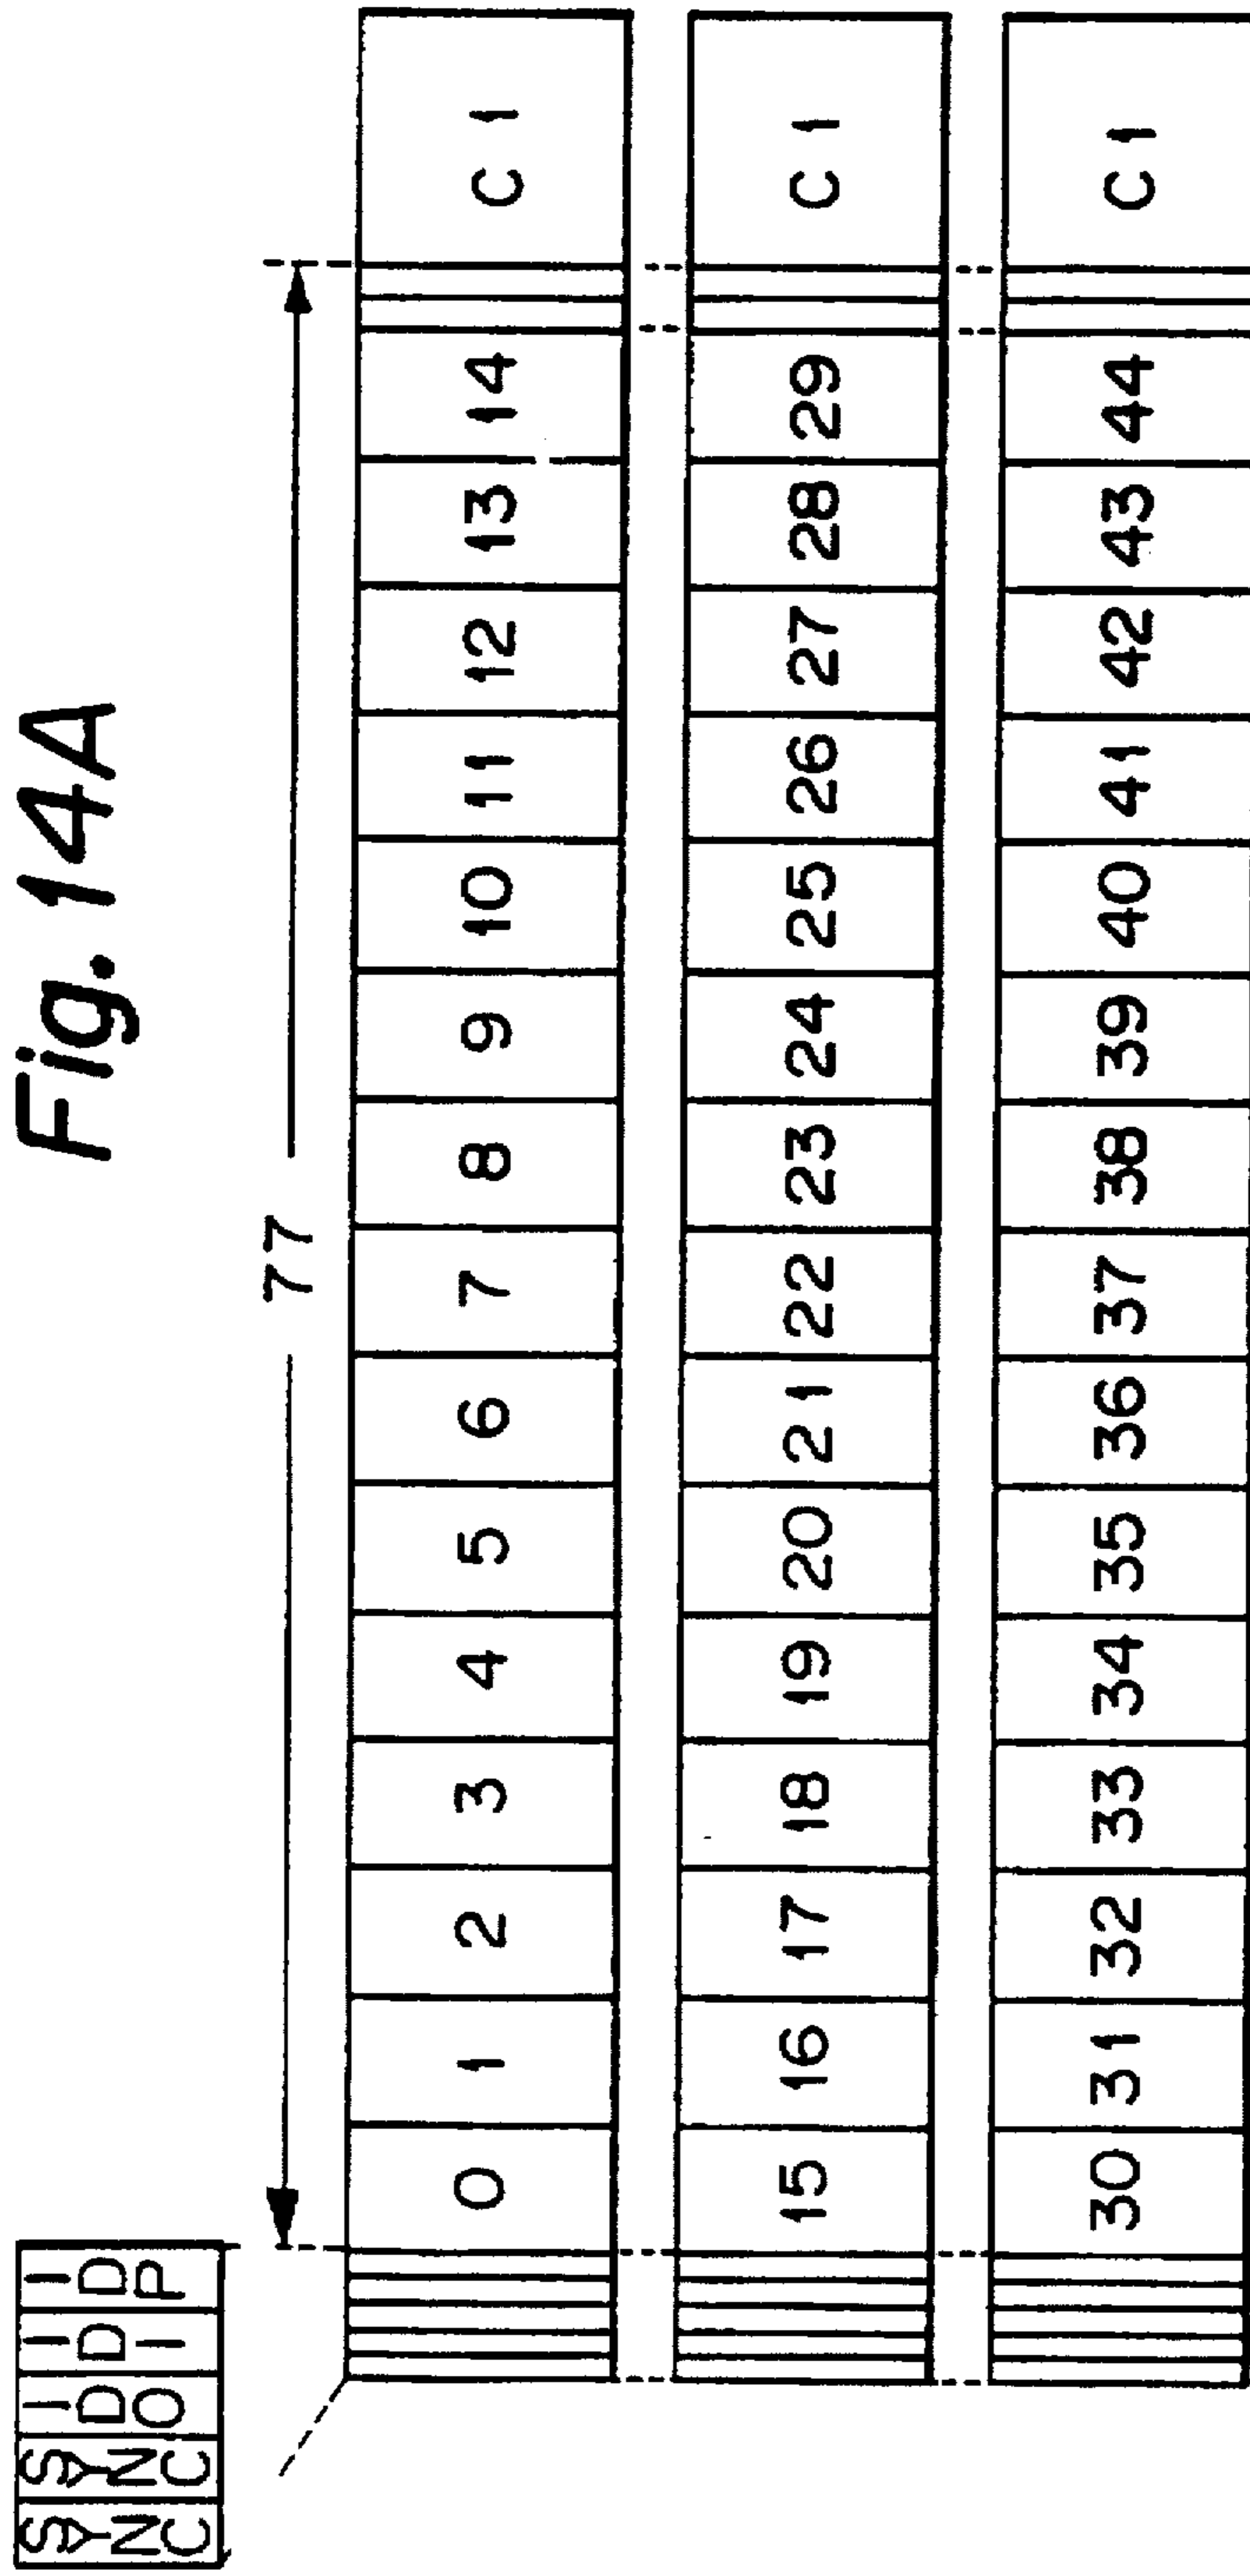 Fig. 14A
SYNC SYNC ID0 ID1 IDP
77
0 1 2 3 4 5 6 7 8 9 10 11 12 13 14 C1
15 16 17 18 19 20 21 22 23 24 25 26 27 28 29 C1
30 31 32 33 34 35 36 37 38 39 40 41 42 43 44 C1